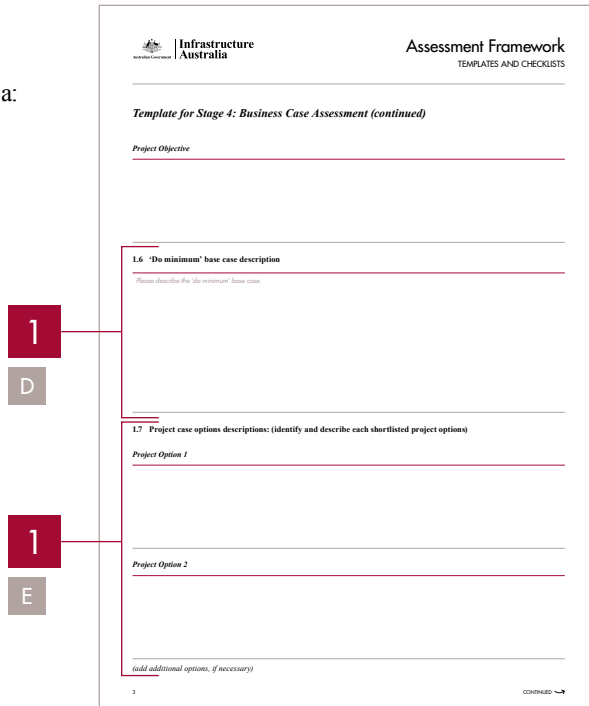 a:
Australian Government
Infrastructure
Australia
Assessment Framework
TEMPLATES AND CHECKLISTS
Template for Stage 4: Business Case Assessment (continued)
Project Objective
1.6 ‘Do minimum’ base case description
Please describe the ‘do minimum’ base case
1
D
1.7 Project case options descriptions: (identify and describe each shortlisted project options)
Project Option 1
1
E
Project Option 2
(add additional options, if necessary)
3
CONTINUED